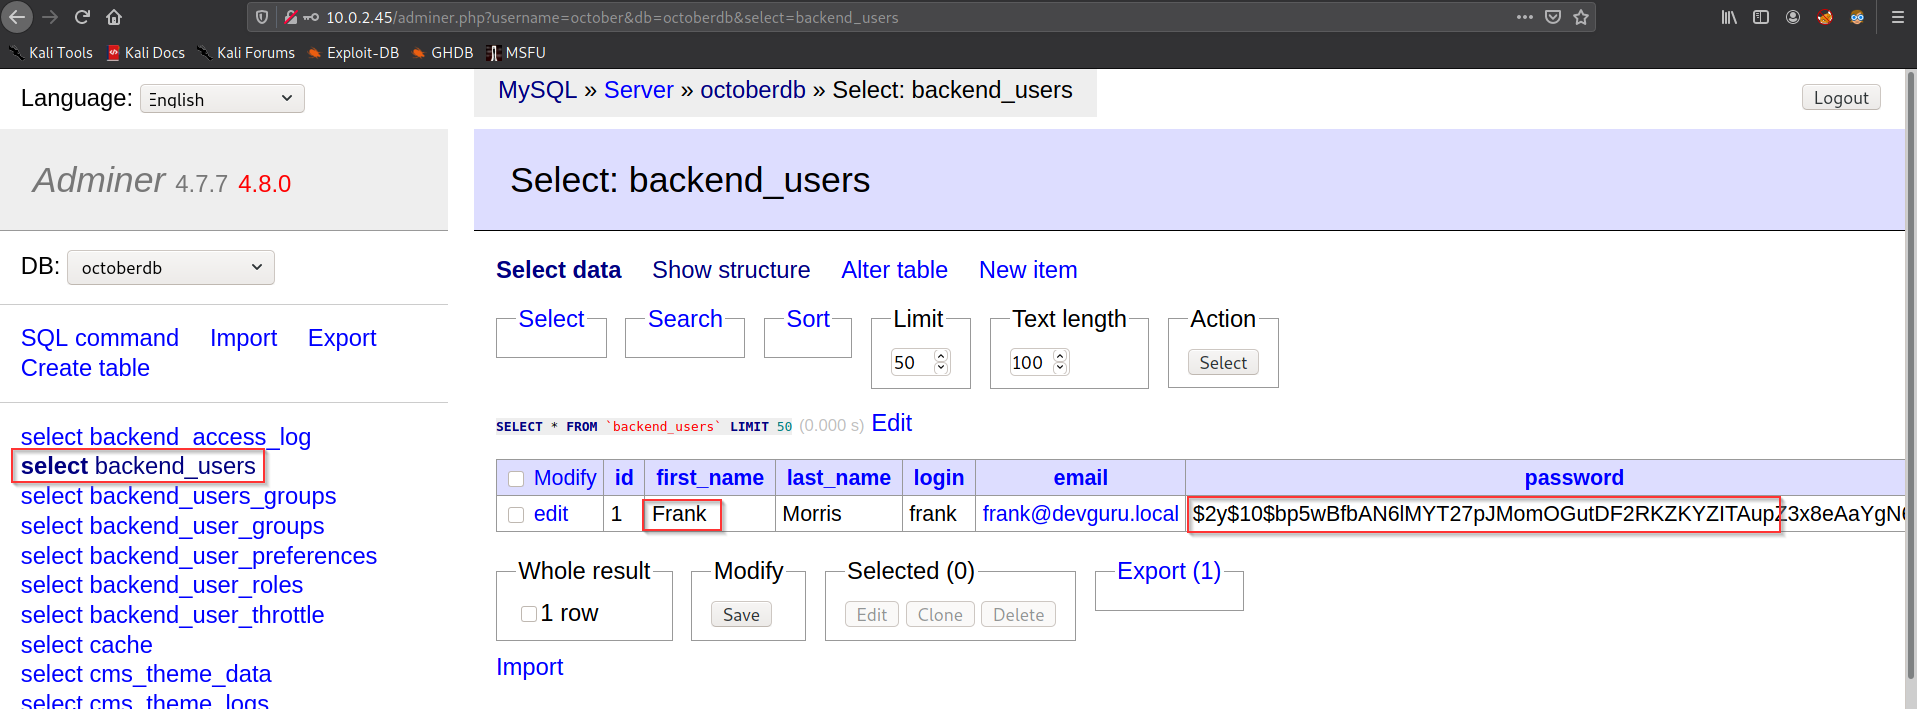 10.0.2.45/adminer.php?username=october&db=octoberdb&select=backend_users
Kali Tools Kali Docs Kali Forums Exploit-DB GHDB MSFU
Language: English
MySQL » Server » octoberdb » Select: backend_users
Logout
Adminer 4.7.7 4.8.0
Select: backend_users
DB: octoberdb
Select data Show structure Alter table New item
SQL command Import Export
Create table
Select Search Sort Limit Text length Action
50 100 Select
SELECT * FROM `backend_users` LIMIT 50 (0.000 s) Edit
select backend_access_log
select backend_users
select backend_users_groups
select backend_user_groups
select backend_user_preferences
select backend_user_roles
select backend_user_throttle
select cache
select cms_theme_data
select cms_theme_logs
Modify id first_name last_name login email password
edit 1 Frank Morris frank frank@devguru.local $2y$10$bp5wBfbAN6lMYT27pJMomOGutDF2RKZKYZITAupZ3x8eAaYgN6
Whole result Modify Selected (0) Export (1)
1 row Save Edit Clone Delete
Import